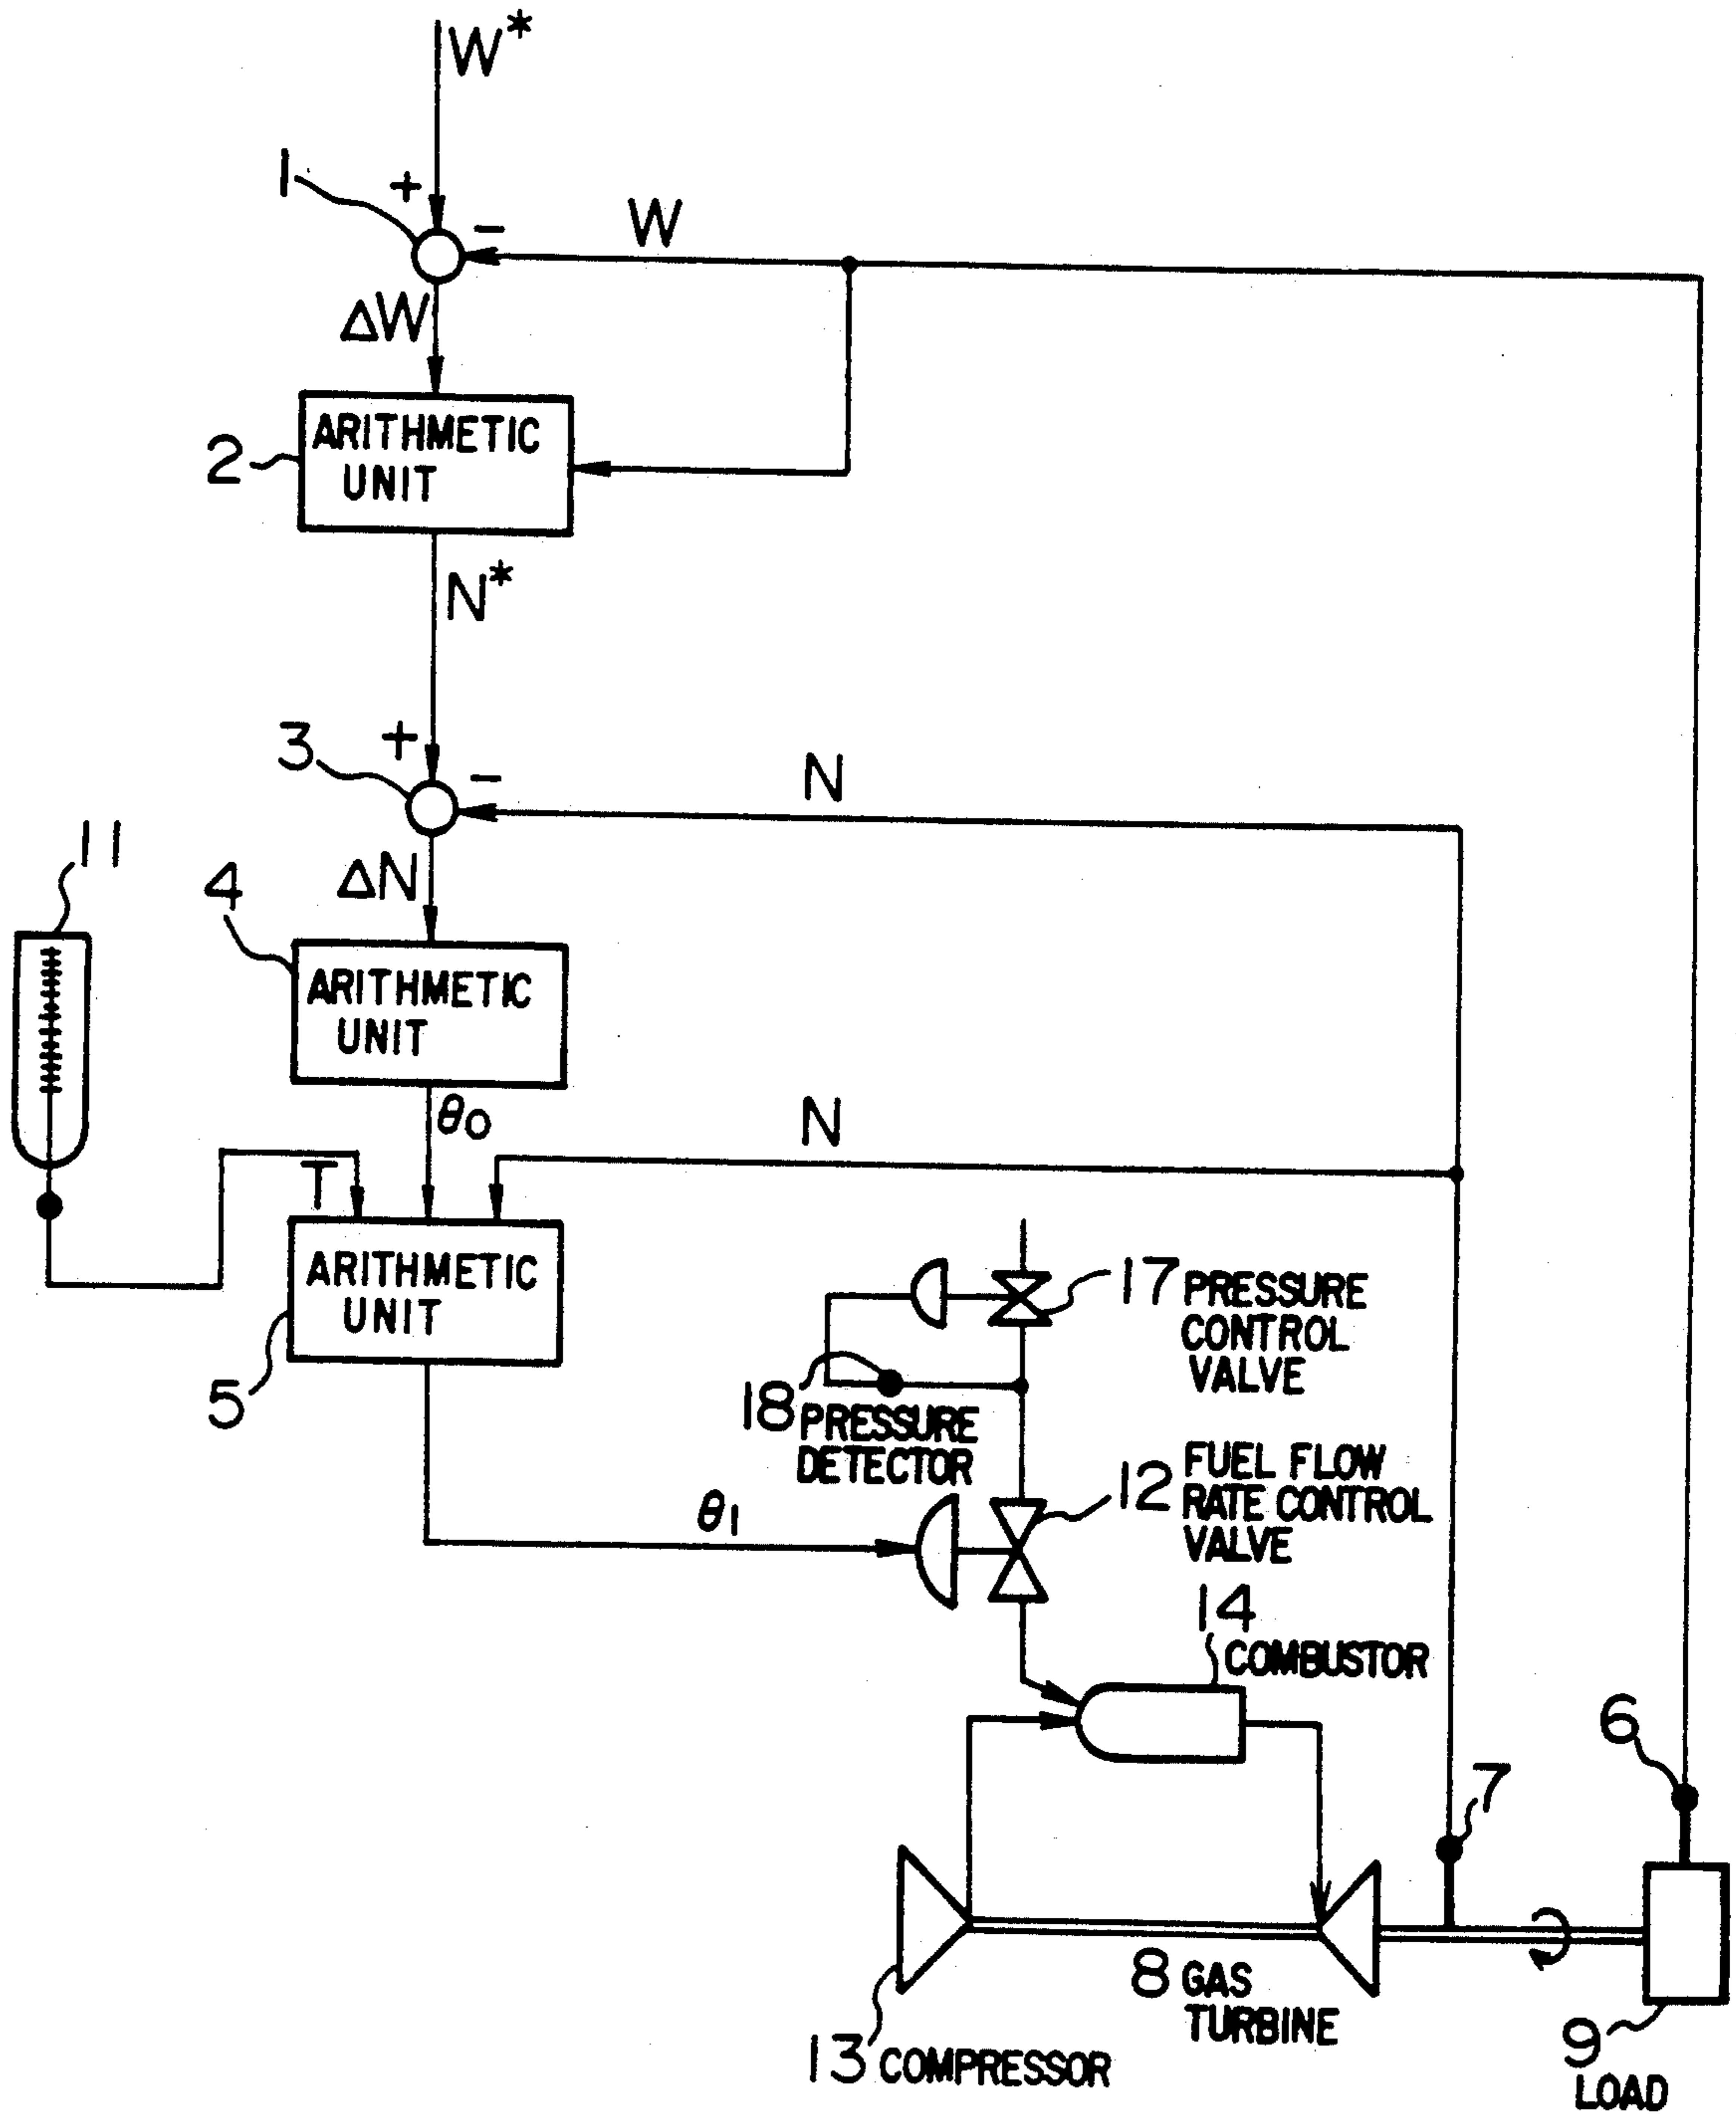 W*
1
+
-
W
ΔW
2
ARITHMETIC
UNIT
N*
3
+
-
N
11
4
ΔN
ARITHMETIC
UNIT
θ0
N
T
ARITHMETIC
UNIT
5
17 PRESSURE
CONTROL
VALVE
18 PRESSURE
DETECTOR
θ1
12 FUEL FLOW
RATE CONTROL
VALVE
14
COMBUSTOR
6
7
8 GAS
TURBINE
13 COMPRESSOR
9
LOAD